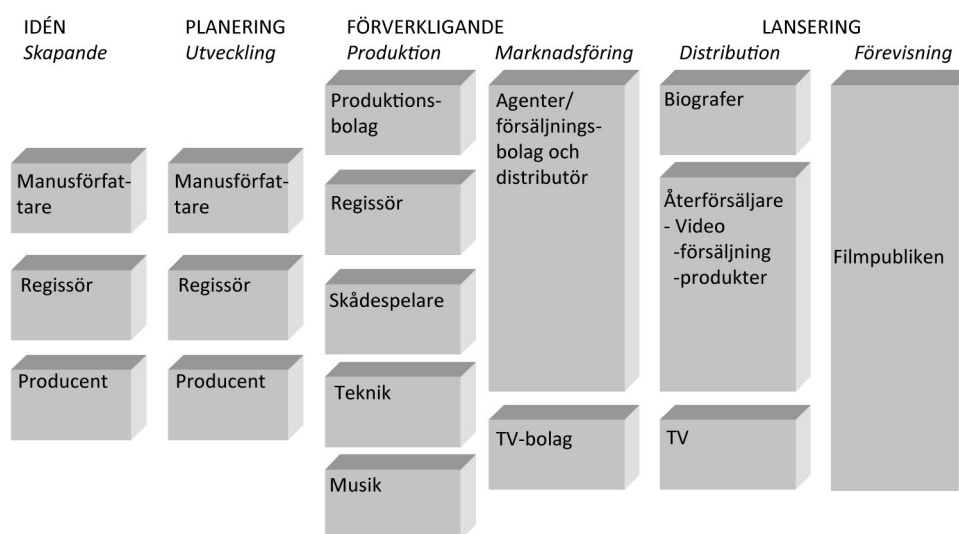 IDÉN
Skapande
PLANERING
Utveckling
FÖRVERKLIGANDE
Produktion
Marknadsföring
LANSERING
Distribution
Förevisning
Manusförfat-
tare
Regissör
Producent
Manusförfat-
tare
Regissör
Producent
Produktions-
bolag
Regissör
Skådespelare
Teknik
Musik
Agenter/
försäljnings-
bolag och
distributör
TV-bolag
Biografer
Återförsäljare
- Video
-försäljning
-produkter
TV
Filmpubliken